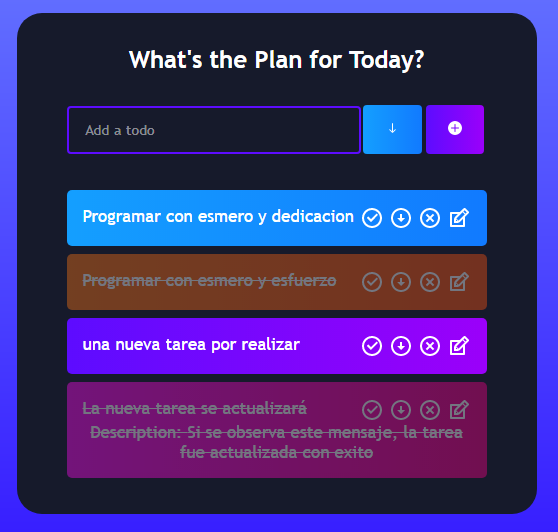 What's the Plan for Today?
Add a todo
Programar con esmero y dedicacion
Programar con esmero y esfuerzo
una nueva tarea por realizar
La nueva tarea se actualizará
Description: Si se observa este mensaje, la tarea
fue actualizada con exito